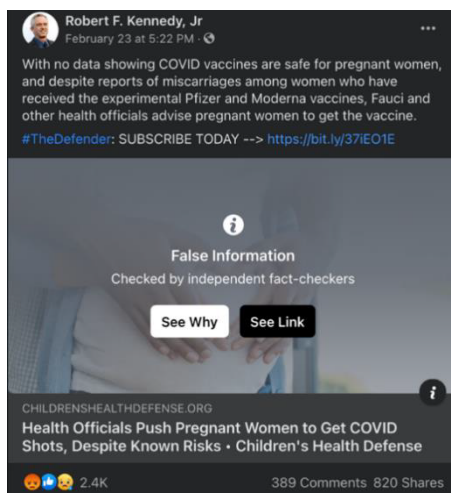 Robert F. Kennedy, Jr
February 23 at 5:22 PM ·
With no data showing COVID vaccines are safe for pregnant women,
and despite reports of miscarriages among women who have
received the experimental Pfizer and Moderna vaccines, Fauci and
other health officials advise pregnant women to get the vaccine.
#TheDefender: SUBSCRIBE TODAY --> https://bit.ly/37iEO1E
False Information
Checked by independent fact-checkers
See Why See Link
CHILDRENSHEALTHDEFENSE.ORG
Health Officials Push Pregnant Women to Get COVID
Shots, Despite Known Risks • Children's Health Defense
2.4K 389 Comments 820 Shares